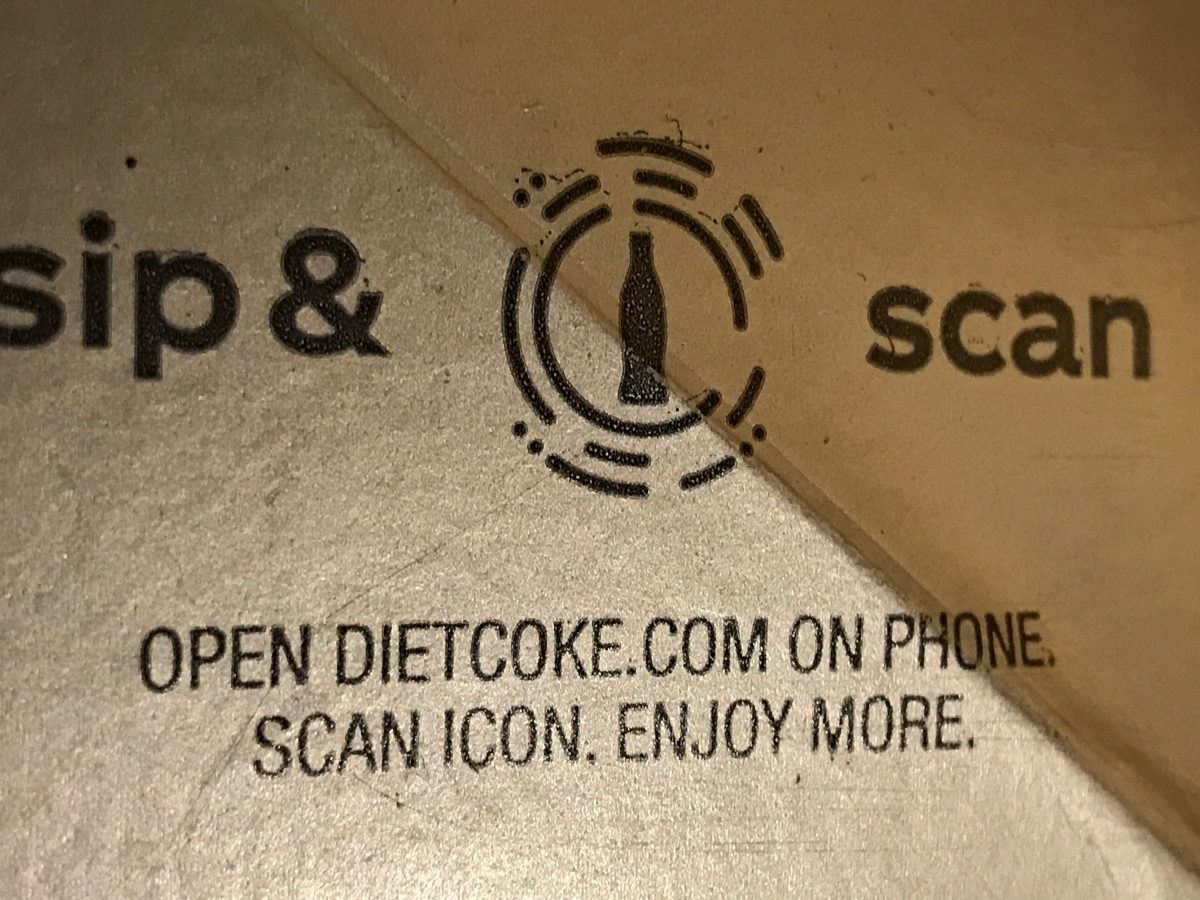 sip & scan
OPEN DIETCOKE.COM ON PHONE.
SCAN ICON. ENJOY MORE.